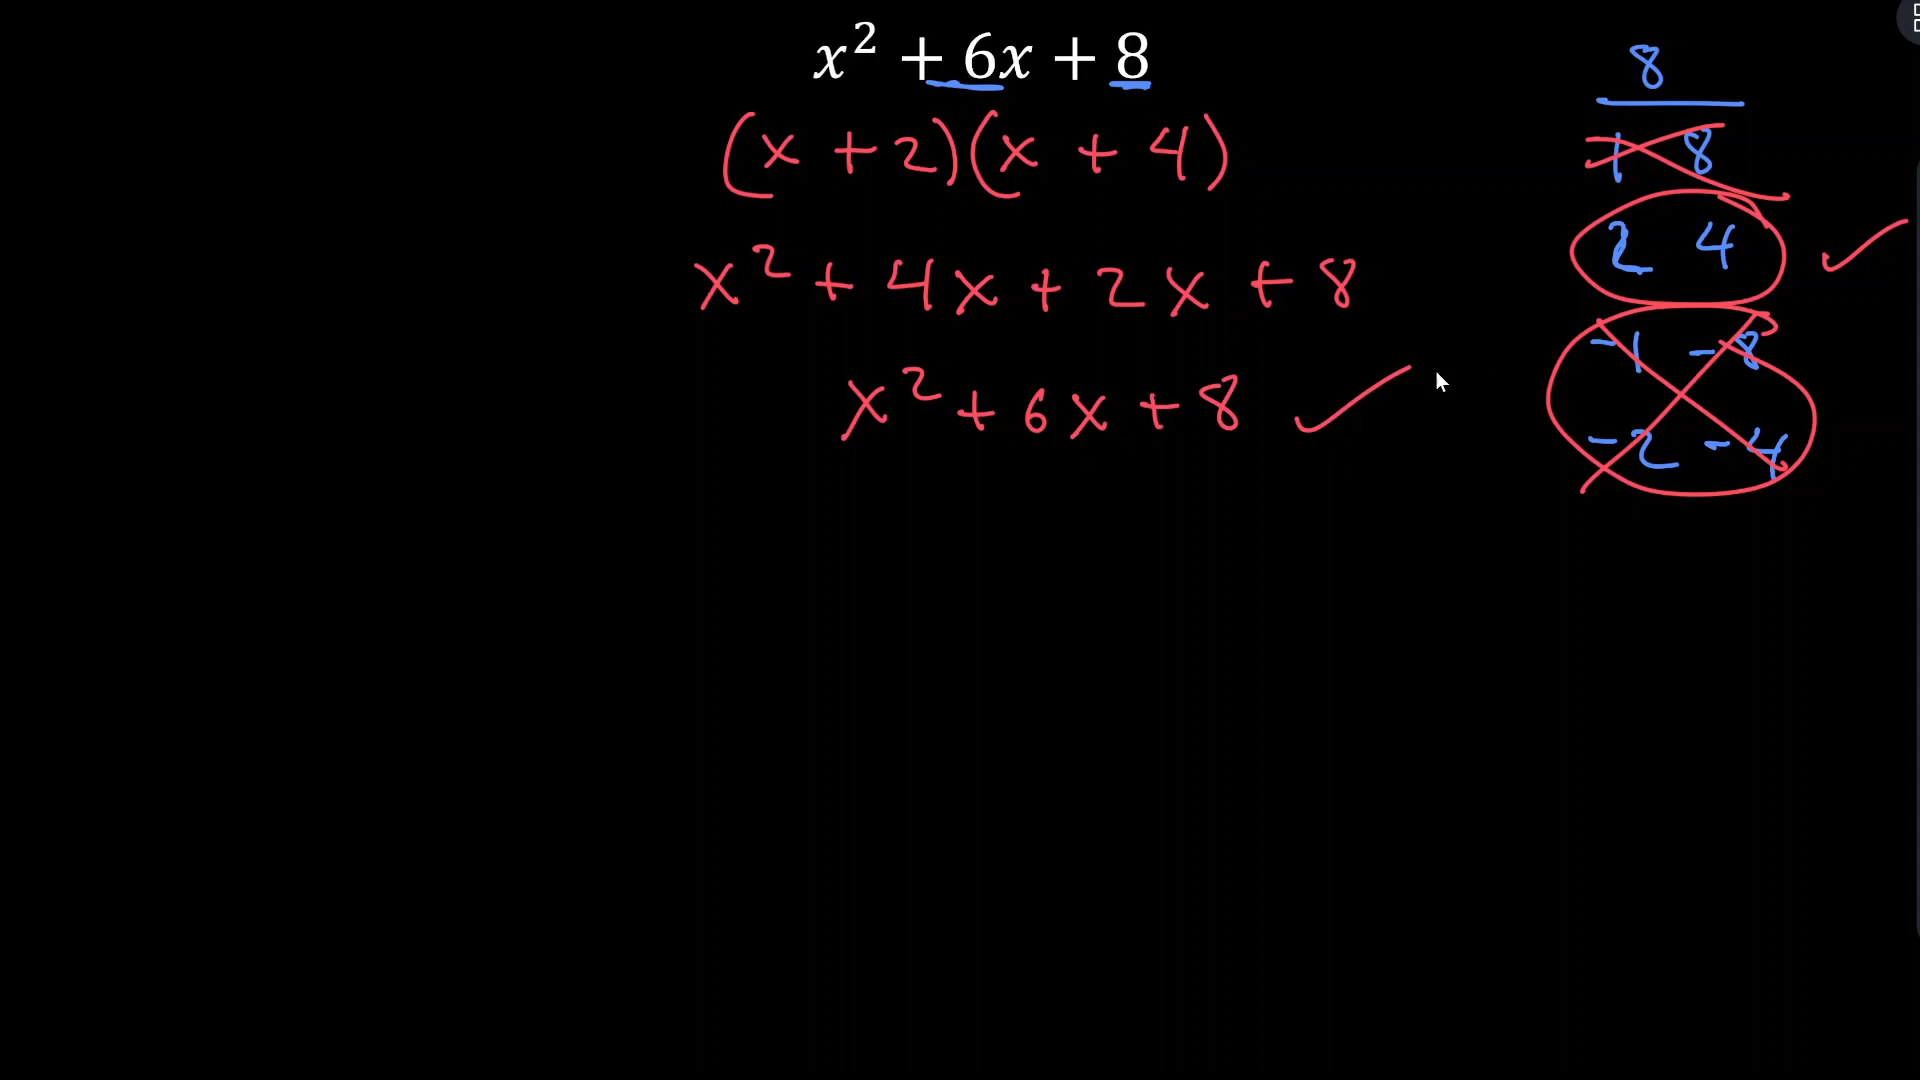 x² + 6x + 8
(x + 2)(x + 4)
x² + 4x + 2x + 8
x² + 6x + 8 ✓
8
1 8
2 4 ✓
-1 -8
-2 -4